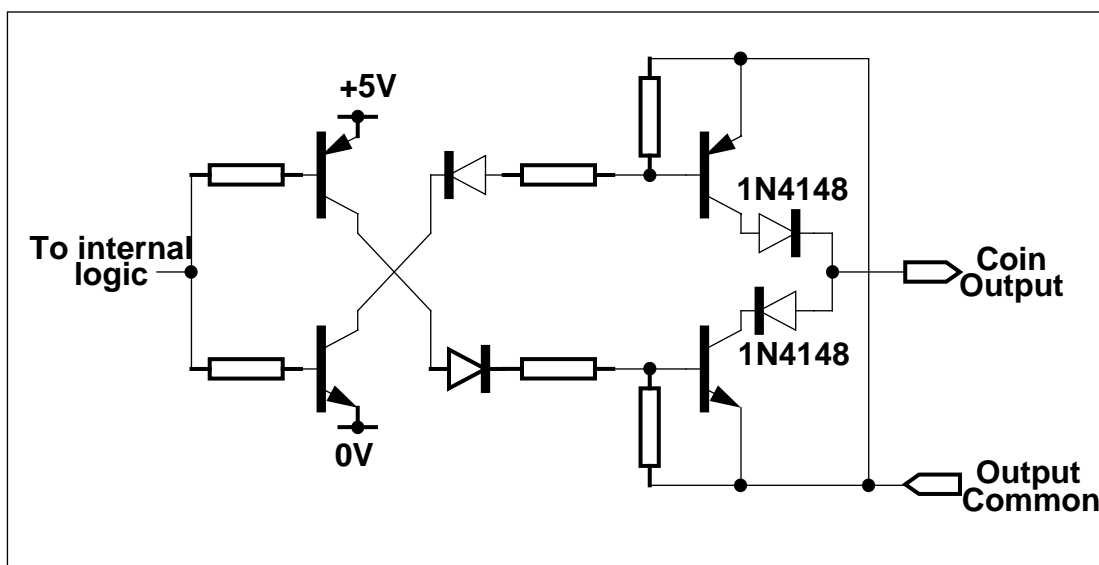 +5V
1N4148
To internal
logic
Coin
Output
1N4148
0V
Output
Common